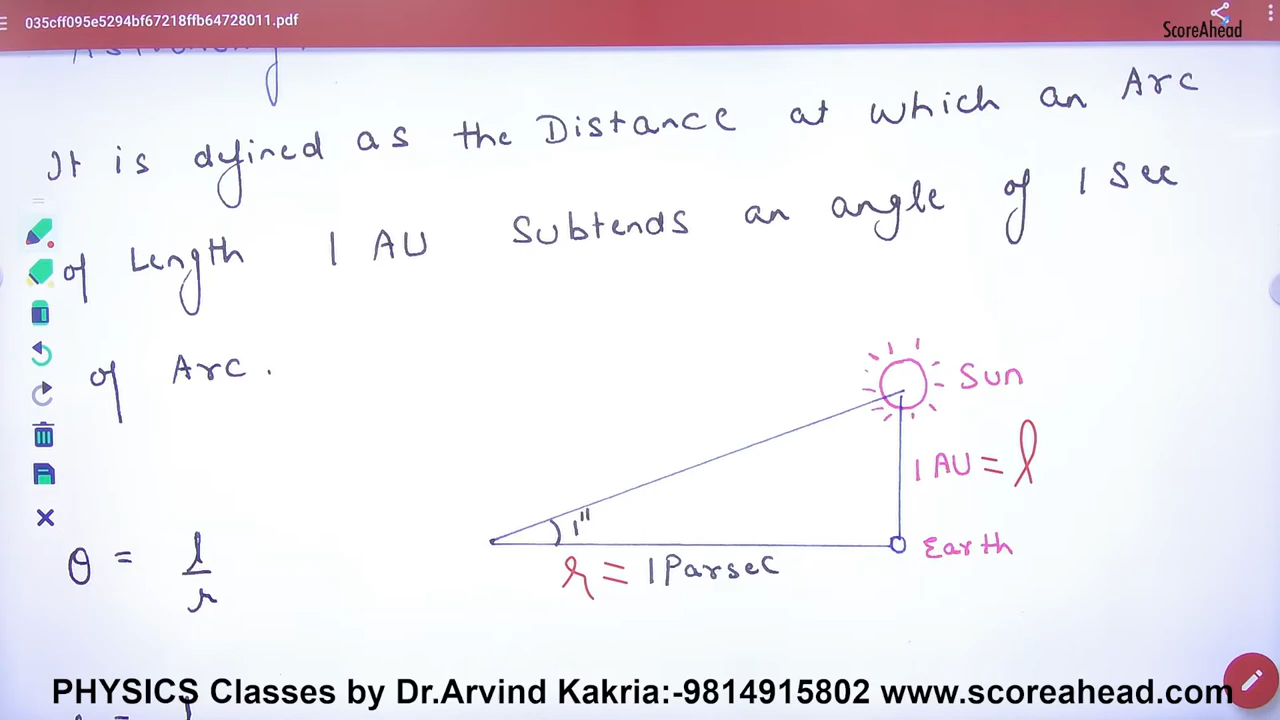 035cff095e5294bf67218ffb64728011.pdf
ScoreAhead
It is defined as the Distance at which an Arc
of Length 1 AU Subtends an angle of 1 Sec
of Arc.
Sun
1 AU = l
1"
Earth
r = 1 Parsec
θ = l/r
PHYSICS Classes by Dr.Arvind Kakria:-9814915802 www.scoreahead.com